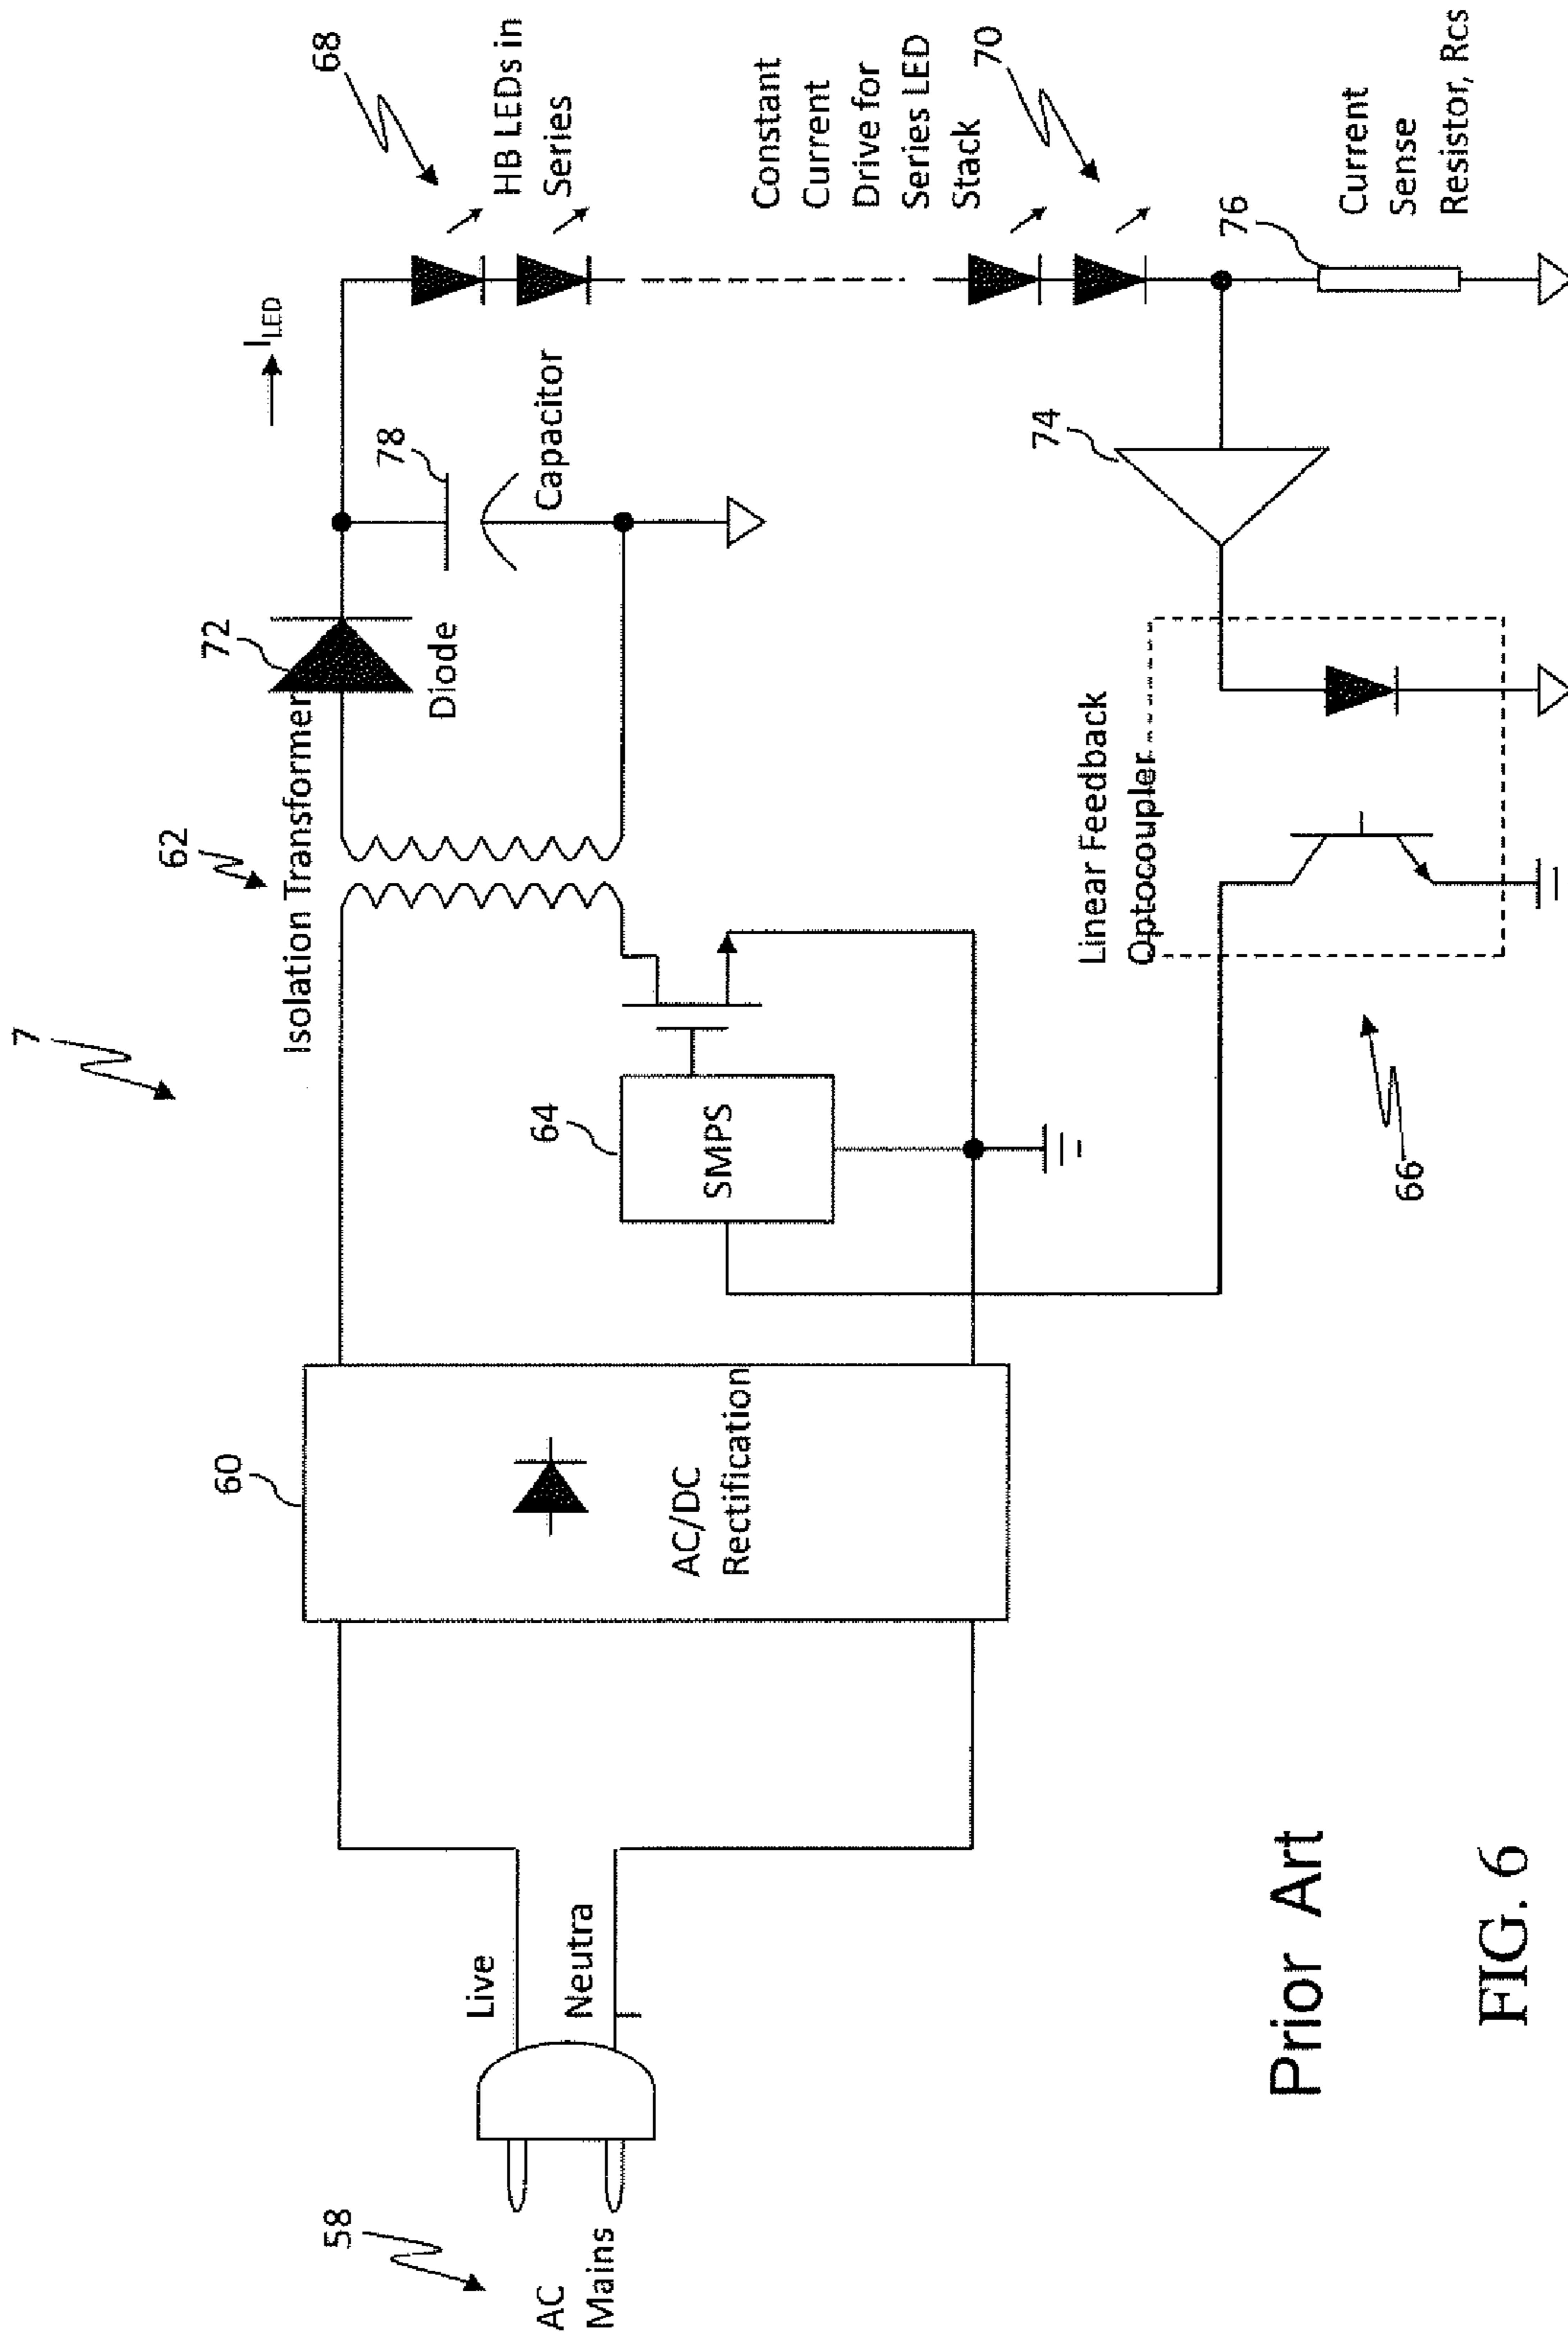 7
62
Isolation Transformer
72
Diode
78
Capacitor
I_LED
68
HB LEDs in
Series
Constant
Current
Drive for
Series LED
Stack
70
58
AC
Mains
Live
Neutra
l
60
AC/DC
Rectification
64
SMPS
66
Linear Feedback
Optocoupler
74
76
Current
Sense
Resistor, Rcs
Prior Art
FIG. 6